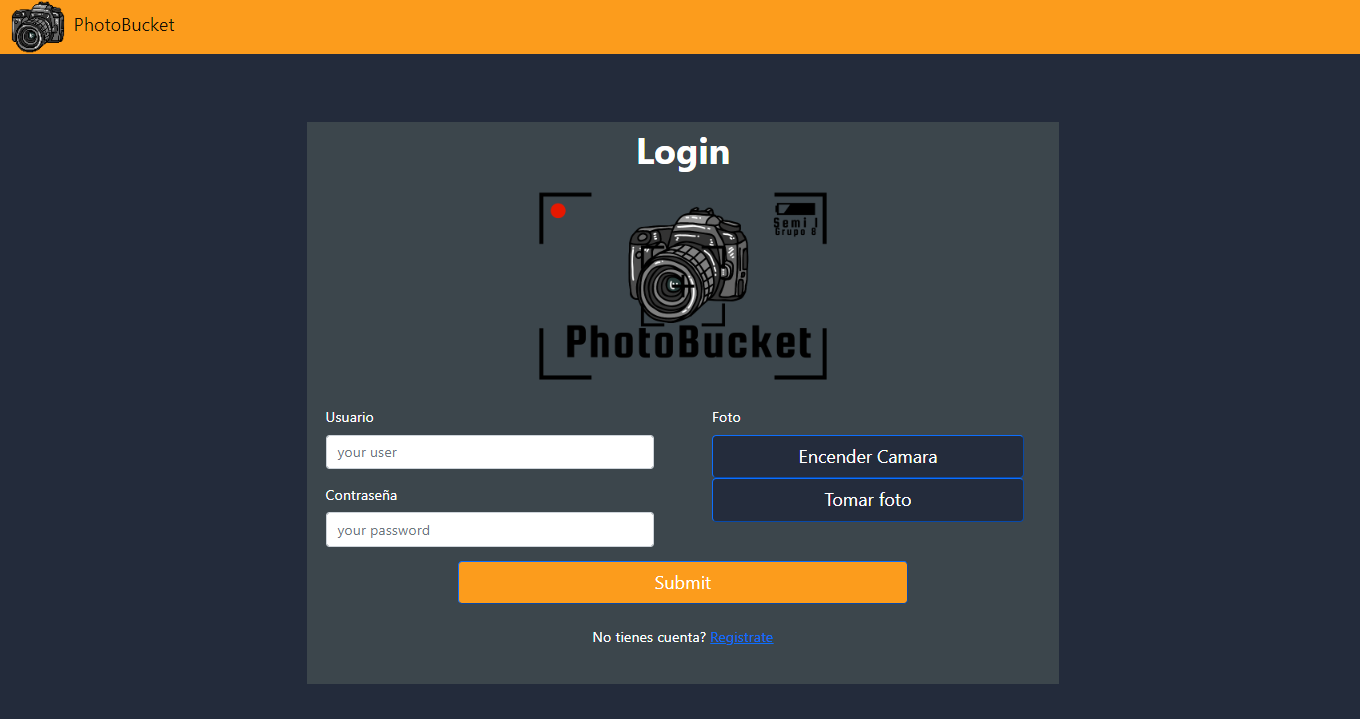 PhotoBucket
Login
Semi 1
Grupo 8
PhotoBucket
Usuario
your user
Contraseña
your password
Foto
Encender Camara
Tomar foto
Submit
No tienes cuenta? Registrate